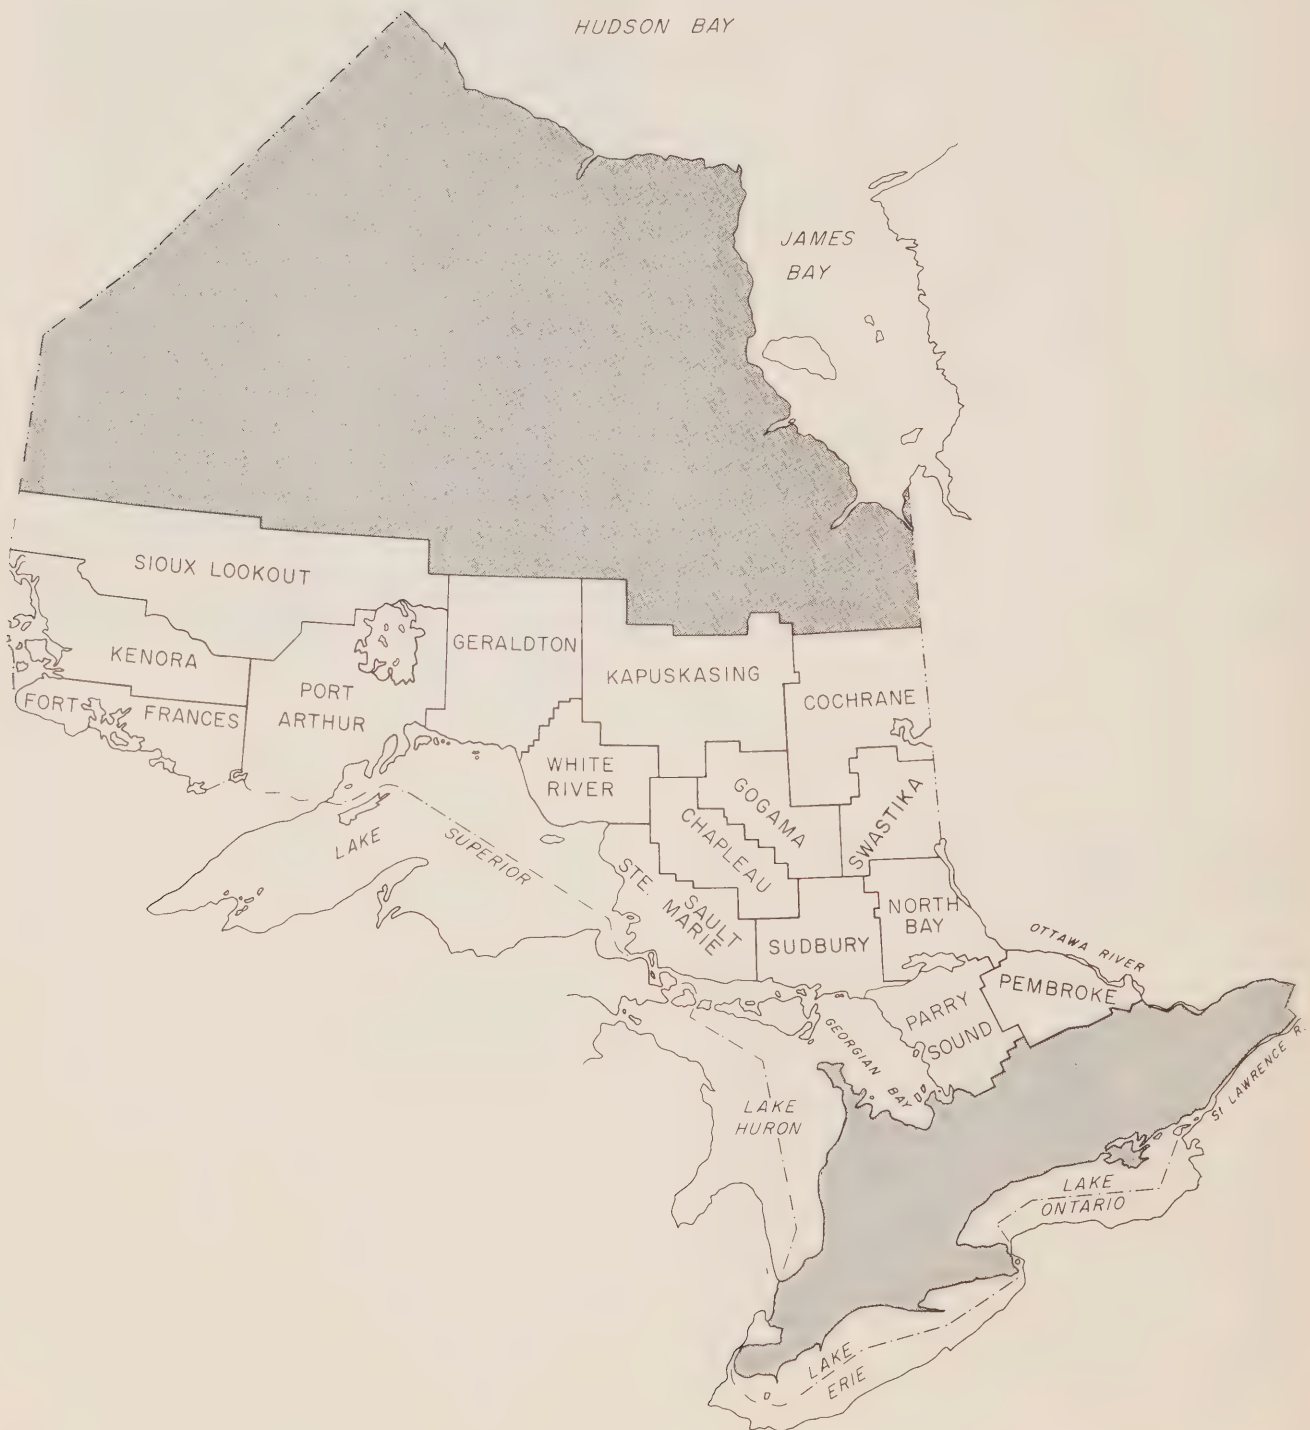 HUDSON BAY
JAMES
BAY
SIOUX LOOKOUT
GERALDTON
KENORA
KAPUSKASING
PORT
ARTHUR
FORT
FRANCES
COCHRANE
WHITE
RIVER
GOGAMA
SWASTIKA
CHAPLEAU
LAKE
SUPERIOR
SAULT
STE. MARIE
SUDBURY
NORTH
BAY
OTTAWA RIVER
PEMBROKE
PARRY
SOUND
GEORGIAN BAY
LAKE
HURON
St LAWRENCE R.
LAKE
ONTARIO
LAKE
ERIE